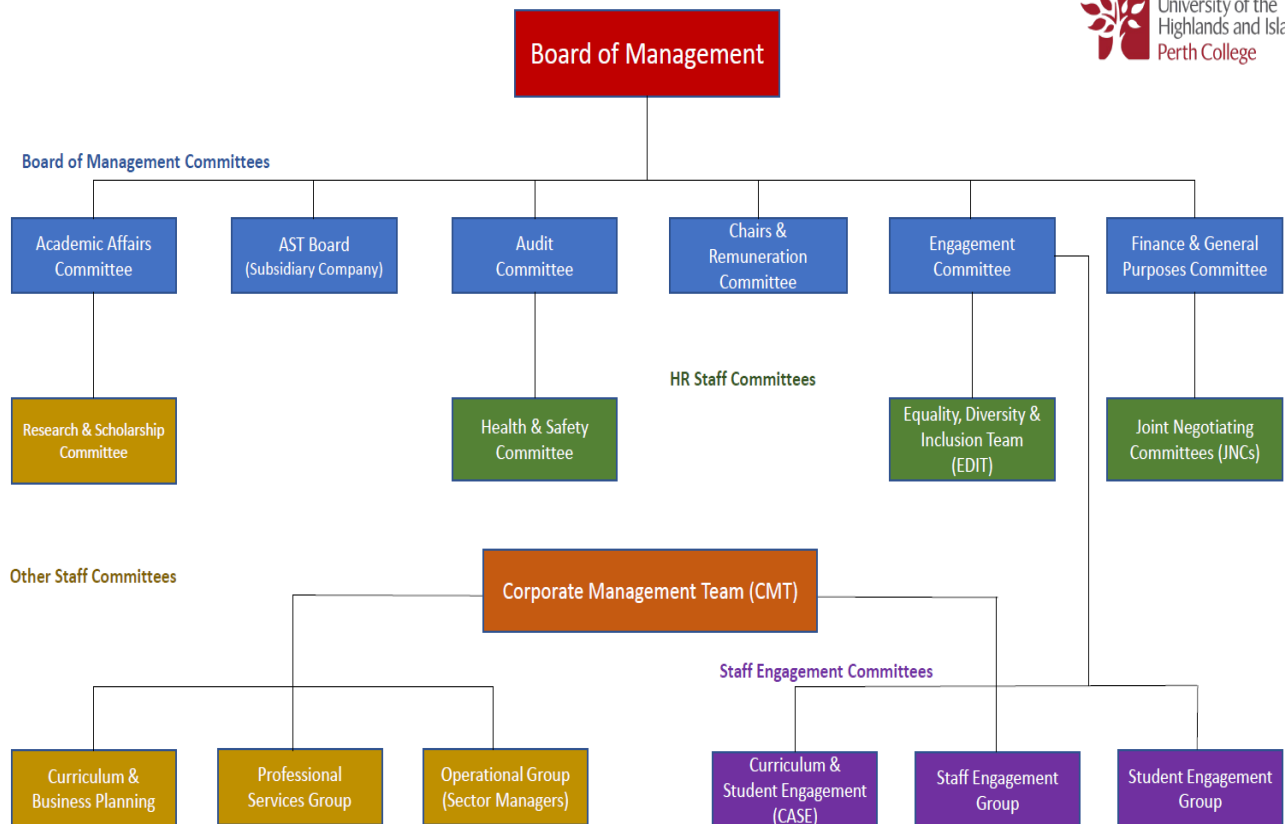 University of the
Highlands and
Perth College
Board of Management
Board of Management Committees
Academic Affairs
Committee
AST Board
(Subsidiary Company)
Audit
Committee
Chairs &
Remuneration
Committee
Engagement
Committee
Finance & General
Purposes Committee
HR Staff Committees
Research & Scholarship
Committee
Health & Safety
Committee
Equality, Diversity &
Inclusion Team
(EDIT)
Joint Negotiating
Committees (JNCs)
Other Staff Committees
Corporate Management Team (CMT)
Staff Engagement Committees
Curriculum &
Business Planning
Professional
Services Group
Operational Group
(Sector Managers)
Curriculum &
Student Engagement
(CASE)
Staff Engagement
Group
Student Engagement
Group